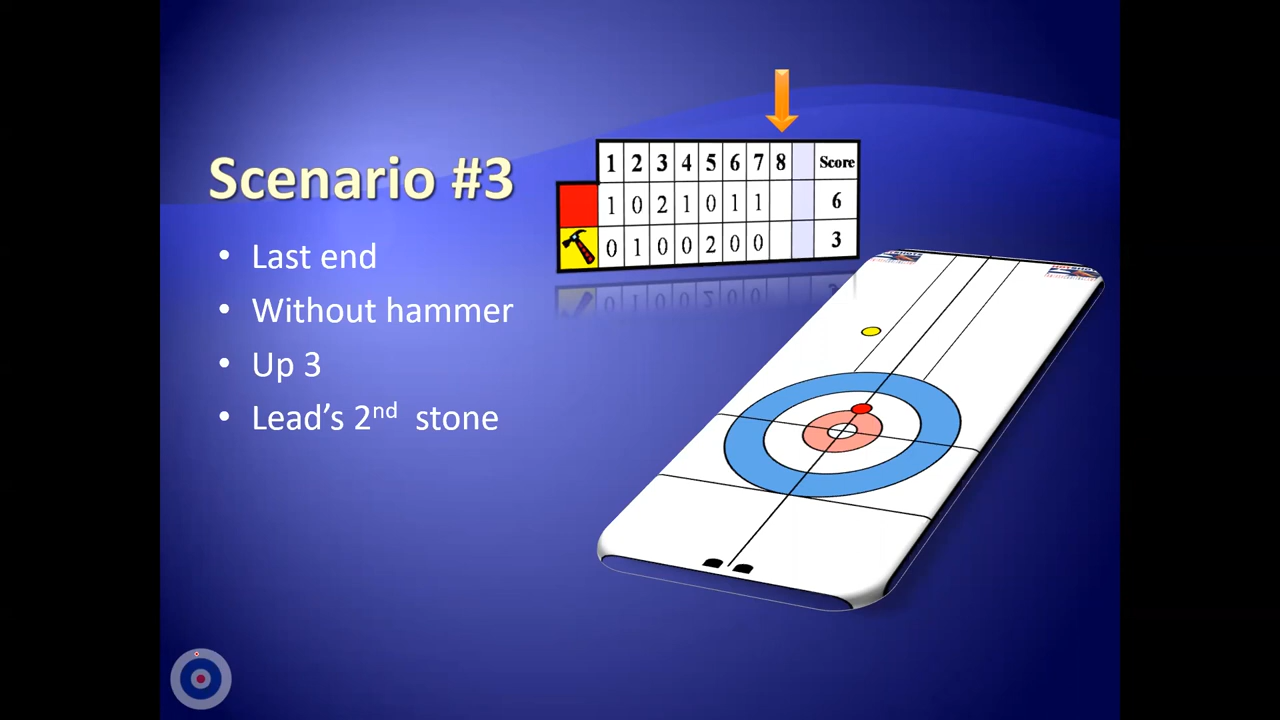 Scenario #3
• Last end
• Without hammer
• Up 3
• Lead's 2nd stone
1 2 3 4 5 6 7 8 Score
1 0 2 1 0 1 1 6
0 1 0 0 2 0 0 3